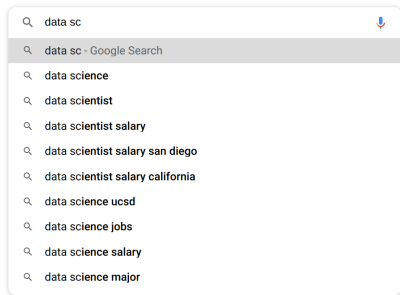 data sc
data sc - Google Search
data science
data scientist
data scientist salary
data scientist salary san diego
data scientist salary california
data science ucsd
data science jobs
data science salary
data science major